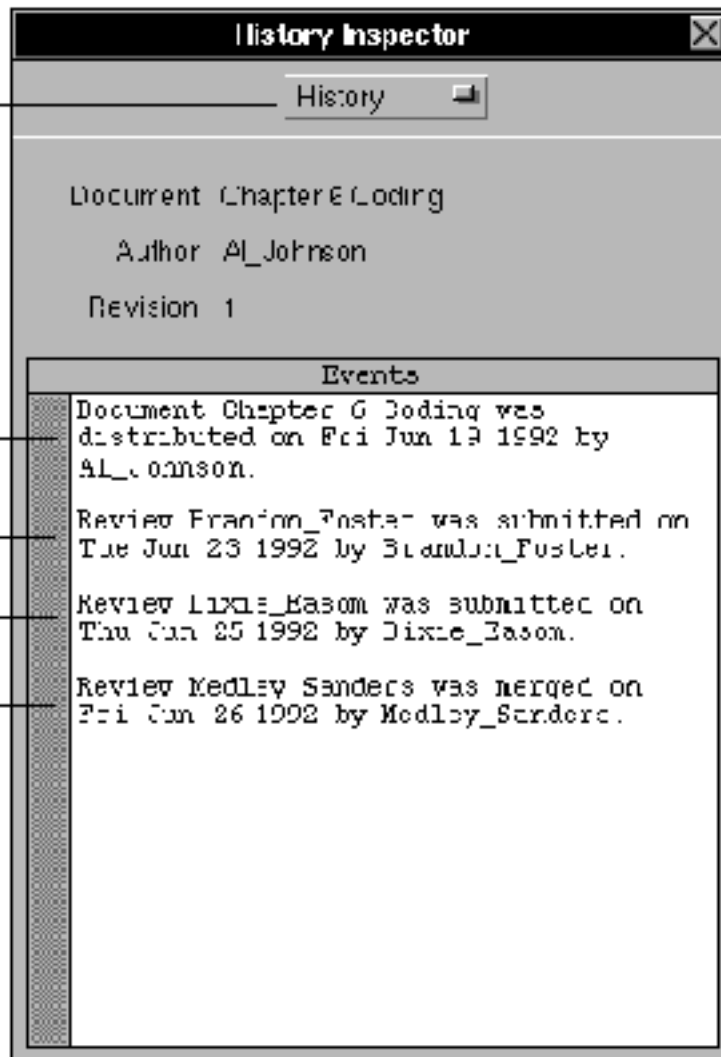 History Inspector
History
Document Chapter 6 Coding
Author Al_Johnson
Revision 1
Events
Document Chapter 6 Coding was
distributed on Fri Jun 19 1992 by
Al_Johnson.
Review Brandon_Foster was submitted on
Tue Jun 23 1992 by Brandon_Foster.
Review Dixie_Eason was submitted on
Thu Jun 25 1992 by Dixie_Eason.
Review Medley Sanders was merged on
Fri Jun 26 1992 by Medley_Sanders.